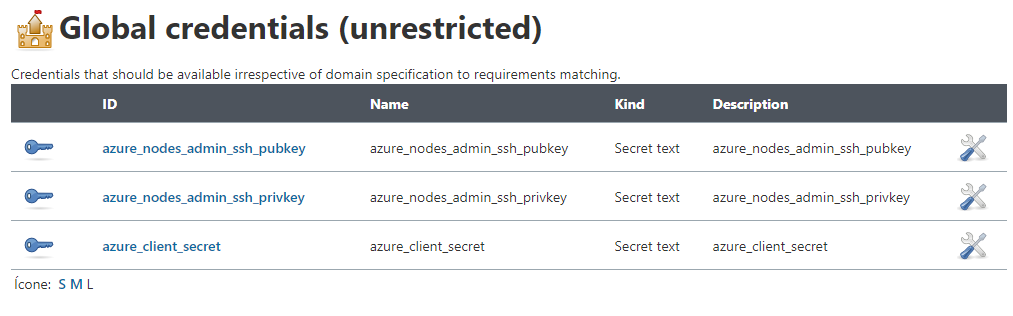 Global credentials (unrestricted)
Credentials that should be available irrespective of domain specification to requirements matching.
ID Name Kind Description
azure_nodes_admin_ssh_pubkey azure_nodes_admin_ssh_pubkey Secret text azure_nodes_admin_ssh_pubkey
azure_nodes_admin_ssh_privkey azure_nodes_admin_ssh_privkey Secret text azure_nodes_admin_ssh_privkey
azure_client_secret azure_client_secret Secret text azure_client_secret
Ícone: S M L